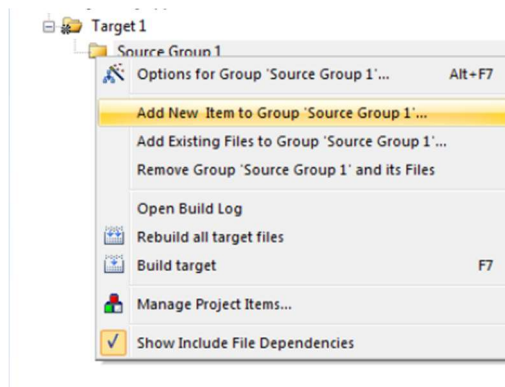 Target 1
Source Group 1
Options for Group 'Source Group 1'... Alt+F7
Add New Item to Group 'Source Group 1'...
Add Existing Files to Group 'Source Group 1'...
Remove Group 'Source Group 1' and its Files
Open Build Log
Rebuild all target files
Build target F7
Manage Project Items...
Show Include File Dependencies